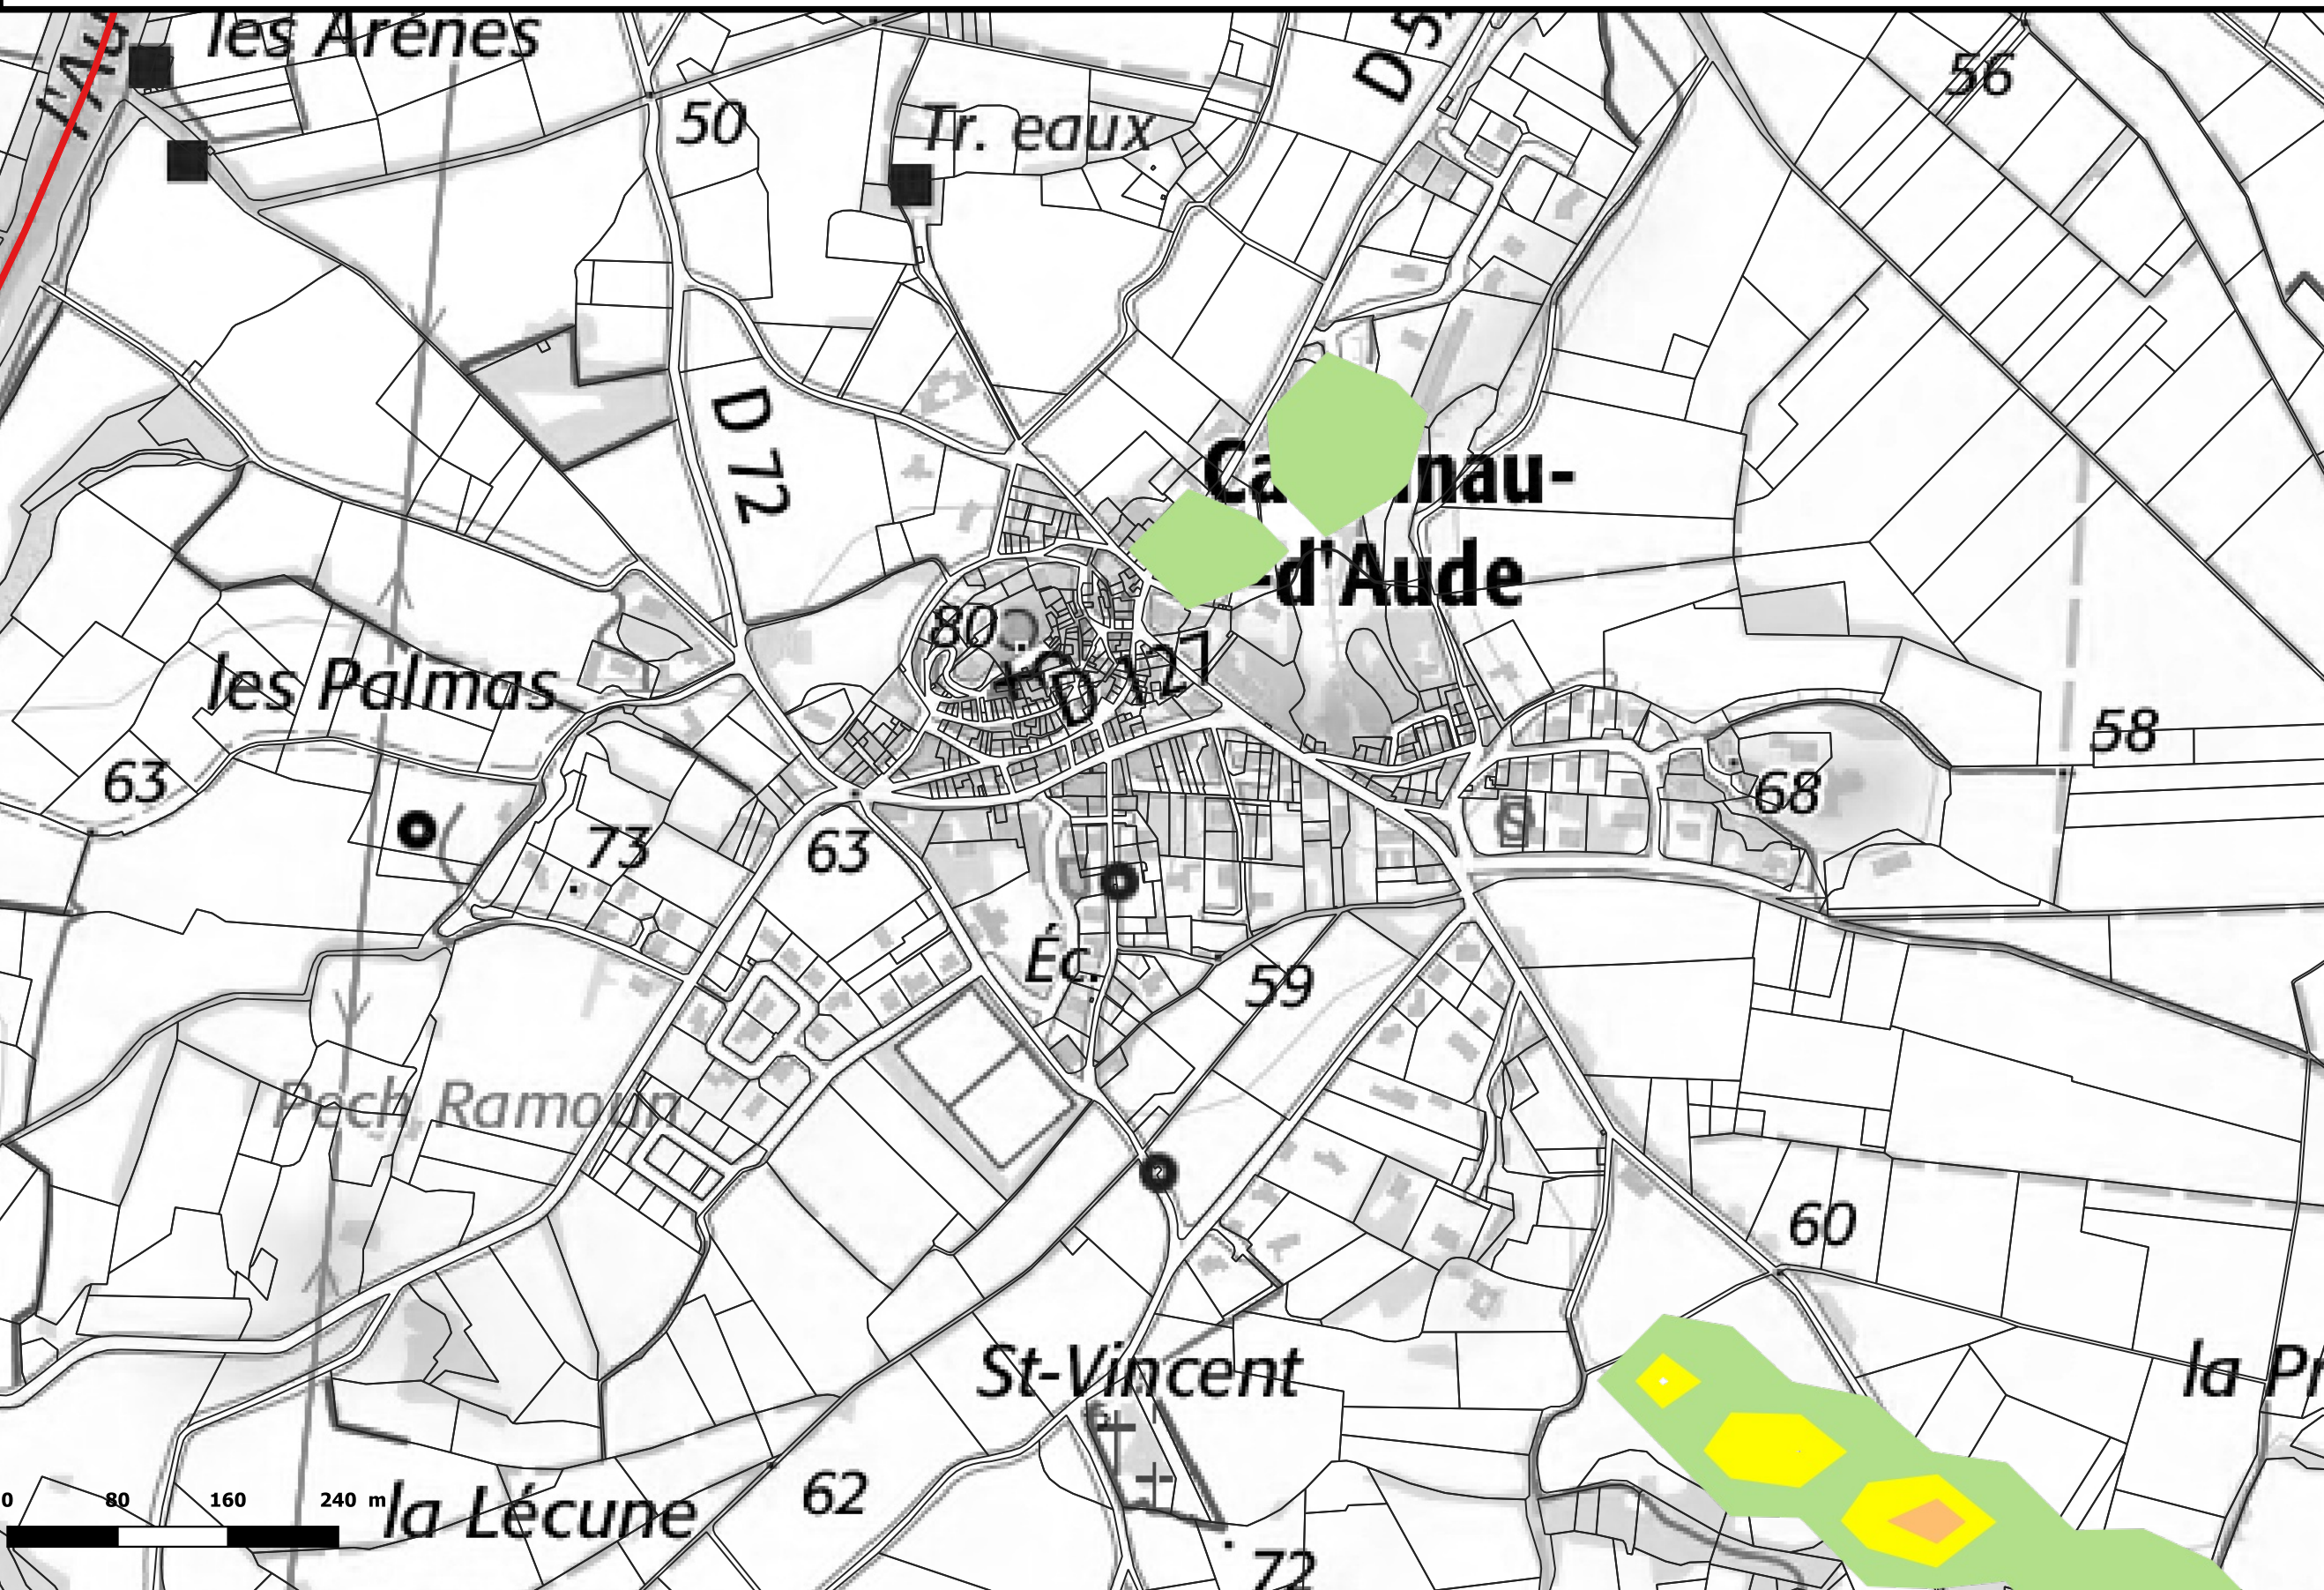 les Arènes
l'Au
D 5
56
50
Tr. eaux
D 72
nau-
-d'Aude
80
D 127
les Palmas
63
58
68
73
63
S
Éc.
59
Pech Ramoun
60
St-Vincent
la Pr
62
la Lécune
72
0 80 160 240 m